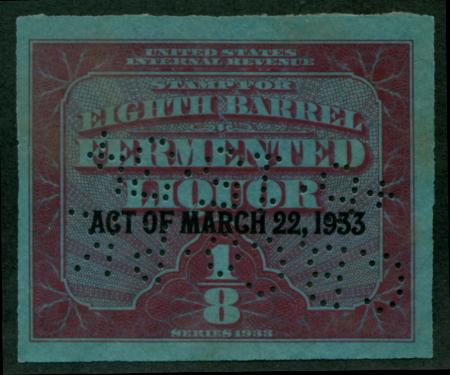 UNITED STATES
INTERNAL REVENUE
STAMP FOR
EIGHTH BARREL
FERMENTED
LIQUOR
ACT OF MARCH 22, 1933
1/8
SERIES 1933